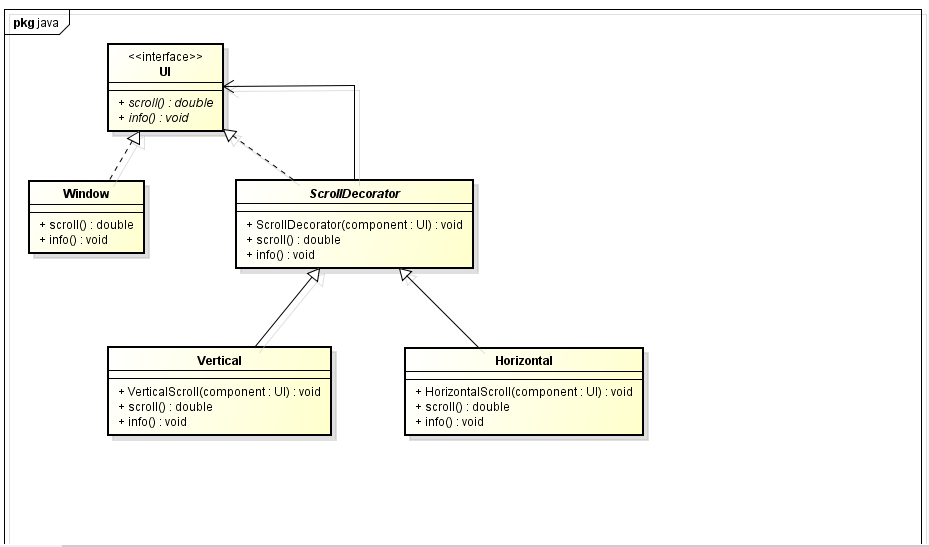 pkg java
<<interface>>
UI
+ scroll() : double
+ info() : void
Window
+ scroll() : double
+ info() : void
ScrollDecorator
+ ScrollDecorator(component : UI) : void
+ scroll() : double
+ info() : void
Vertical
+ VerticalScroll(component : UI) : void
+ scroll() : double
+ info() : void
Horizontal
+ HorizontalScroll(component : UI) : void
+ scroll() : double
+ info() : void